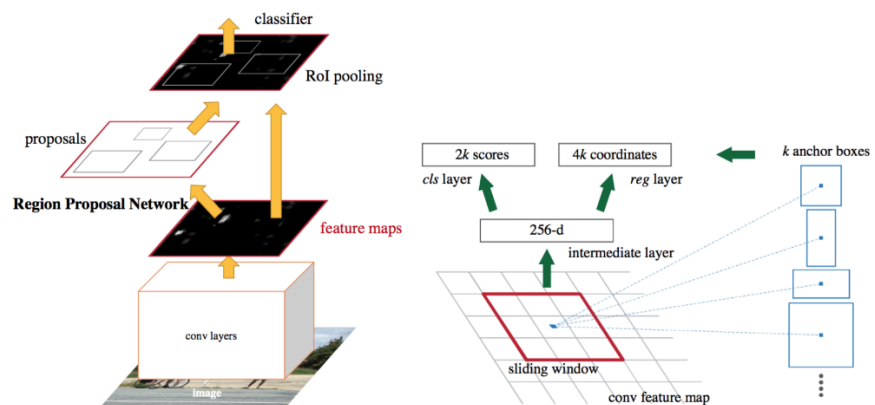 classifier
RoI pooling
proposals
Region Proposal Network
feature maps
conv layers
image
2k scores
4k coordinates
k anchor boxes
cls layer
reg layer
256-d
intermediate layer
sliding window
conv feature map